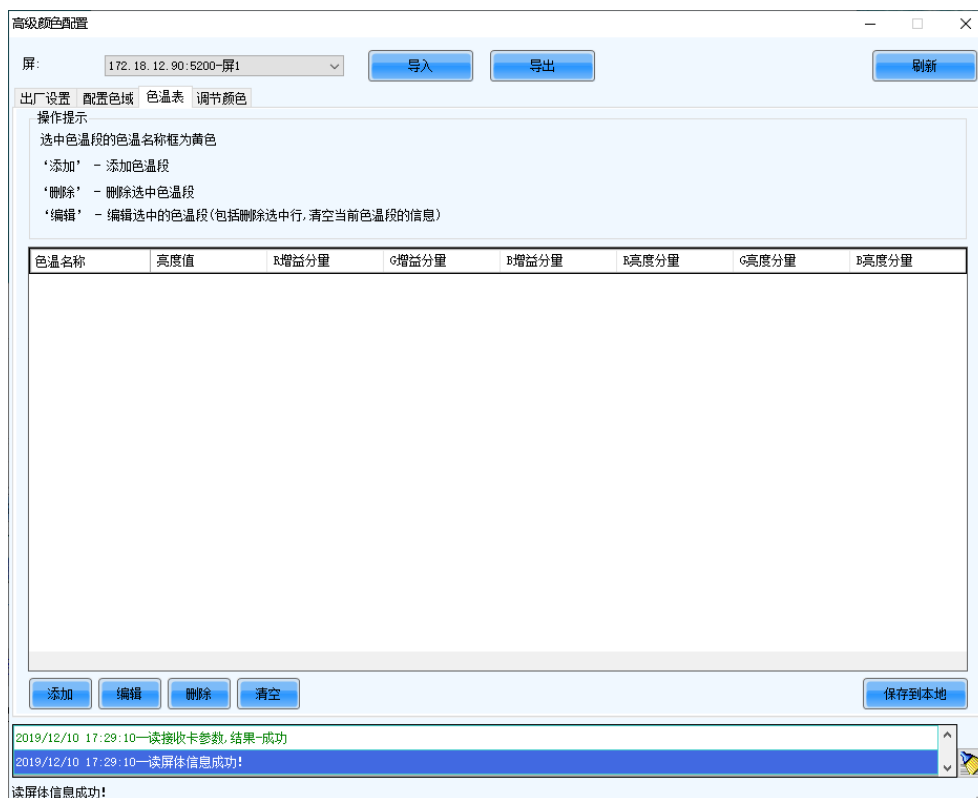 高级颜色配置
屏: 172.18.12.90:5200-屏1 导入 导出 刷新
出厂设置 配置色域 色温表 调节颜色
操作提示
选中色温段的色温名称框为黄色
‘添加’ - 添加色温段
‘删除’ - 删除选中色温段
‘编辑’ - 编辑选中的色温段(包括删除选中行,清空当前色温段的信息)
色温名称 亮度值 R增益分量 G增益分量 B增益分量 R亮度分量 G亮度分量 B亮度分量
添加 编辑 删除 清空 保存到本地
2019/12/10 17:29:10—读接收卡参数,结果-成功
2019/12/10 17:29:10—读屏体信息成功!
读屏体信息成功!